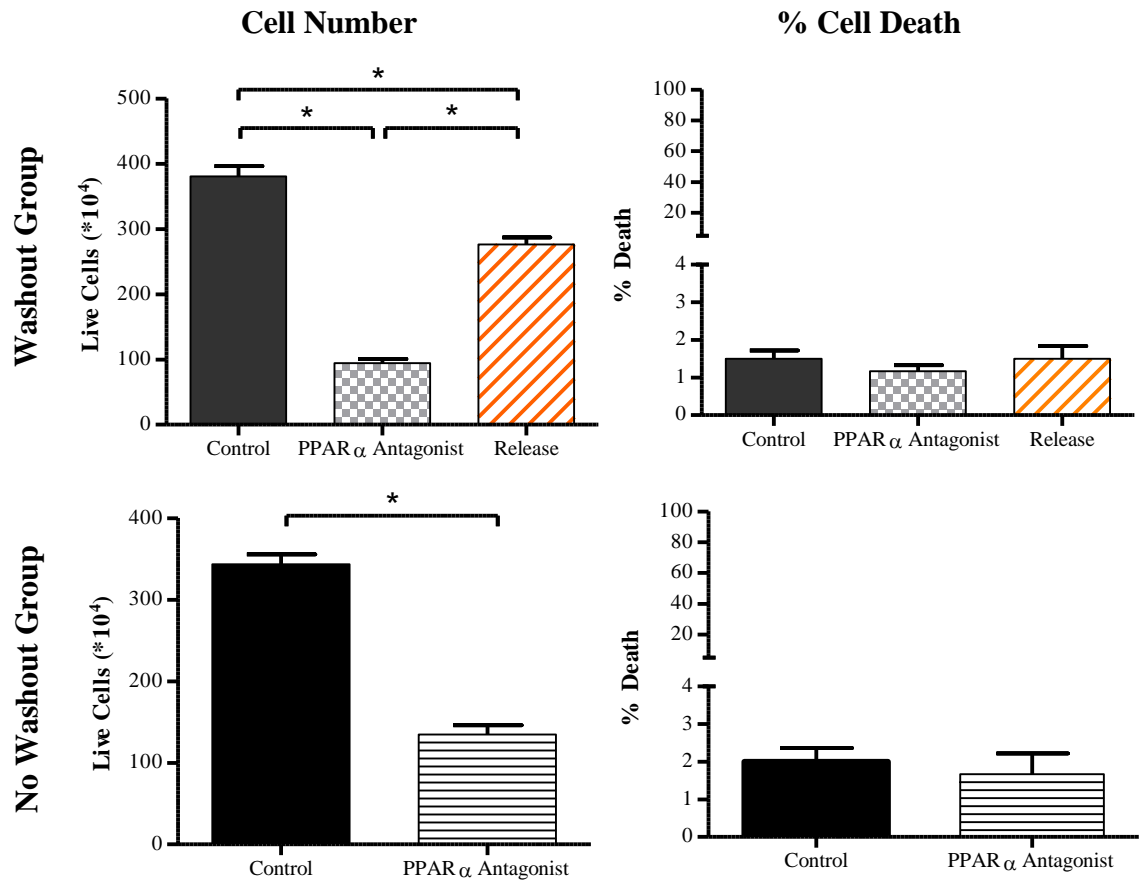 Cell Number
% Cell Death
Washout Group
Live Cells (*10⁴)
500
400
300
200
100
0
*
*
*
Control
PPAR α Antagonist
Release
% Death
100
80
60
40
20
4
3
2
1
0
Control
PPAR α Antagonist
Release
No Washout Group
Live Cells (*10⁴)
400
300
200
100
0
*
Control
PPAR α Antagonist
% Death
100
80
60
40
20
4
3
2
1
0
Control
PPAR α Antagonist